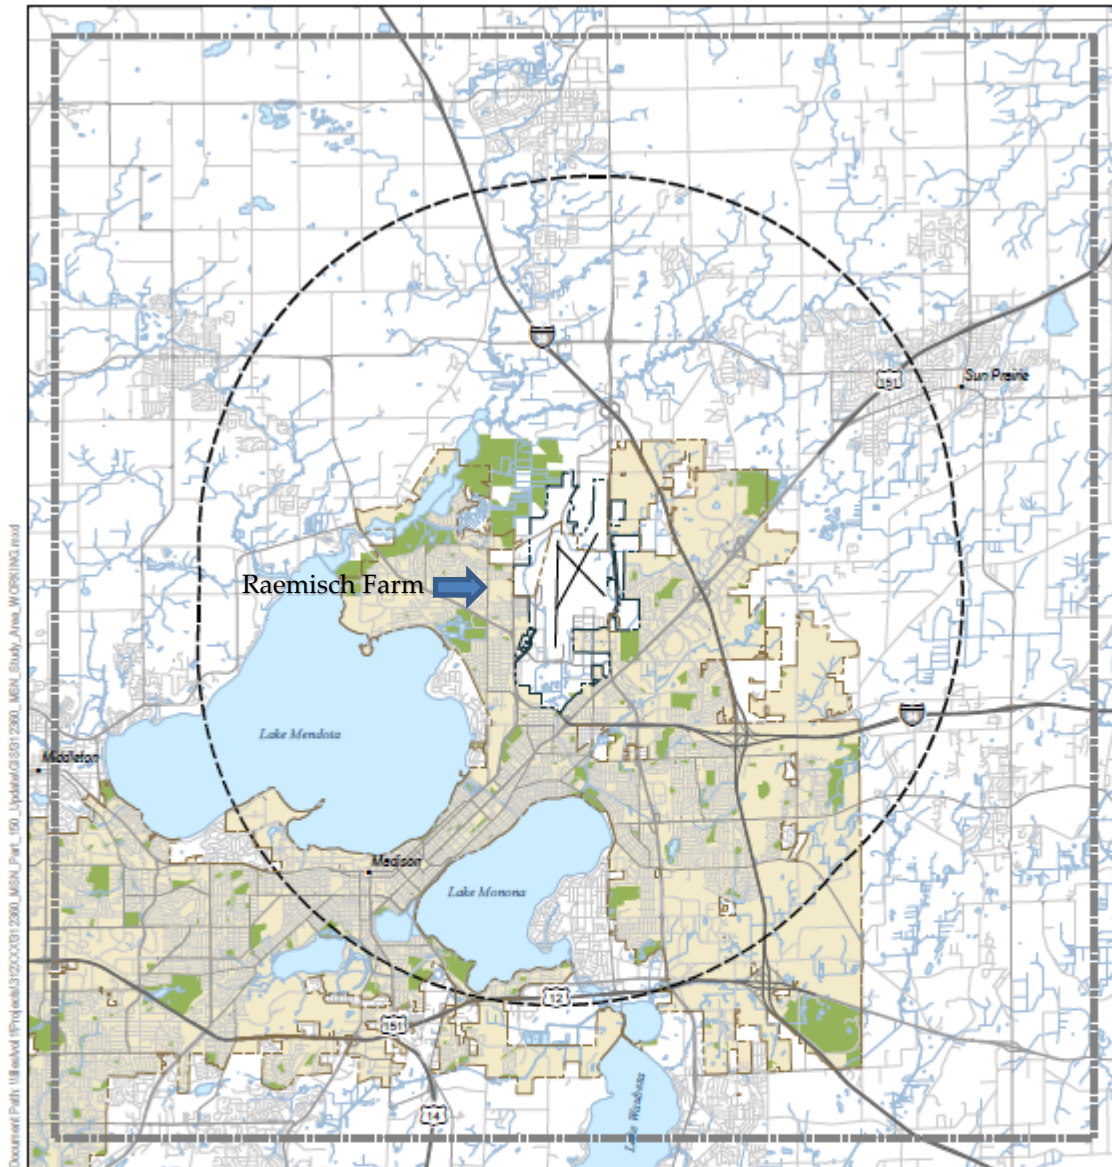 151
Sun Prairie
Raemisch Farm
Lake Mendota
Middleton
Madison
Lake Monona
12
151
14
Lake Waubesa